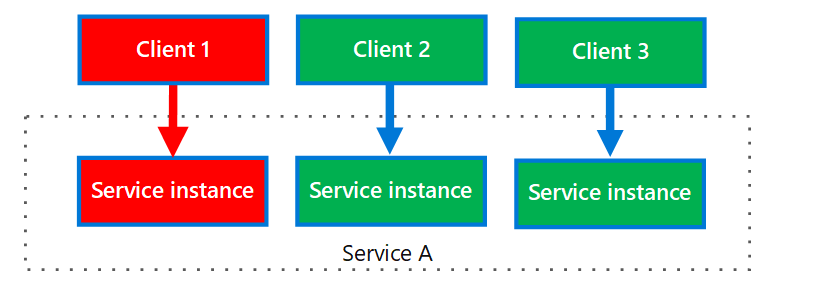 Client 1
Client 2
Client 3
Service instance
Service instance
Service instance
Service A